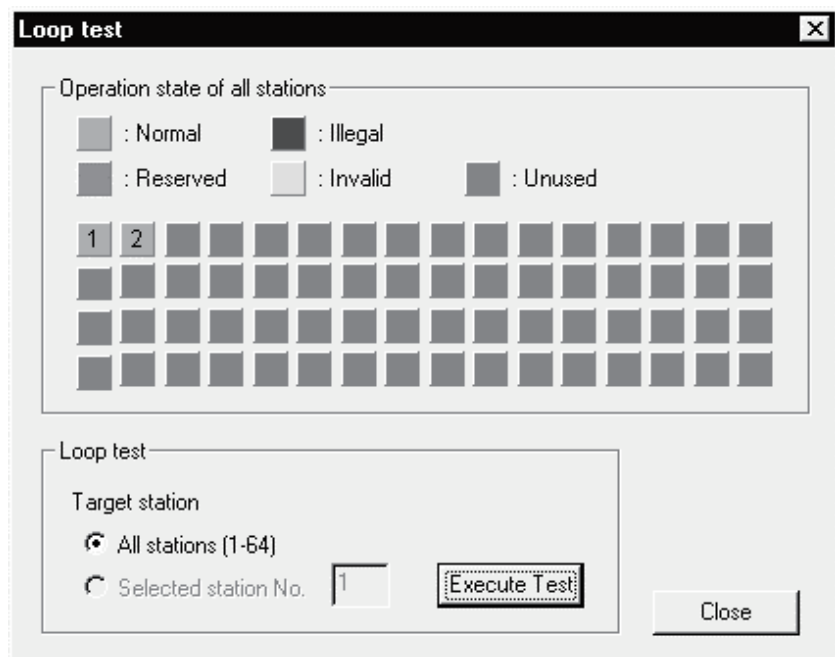 Loop test
Operation state of all stations
: Normal : Illegal
: Reserved : Invalid : Unused
1 2
Loop test
Target station
All stations (1-64)
Selected station No. 1 Execute Test
Close